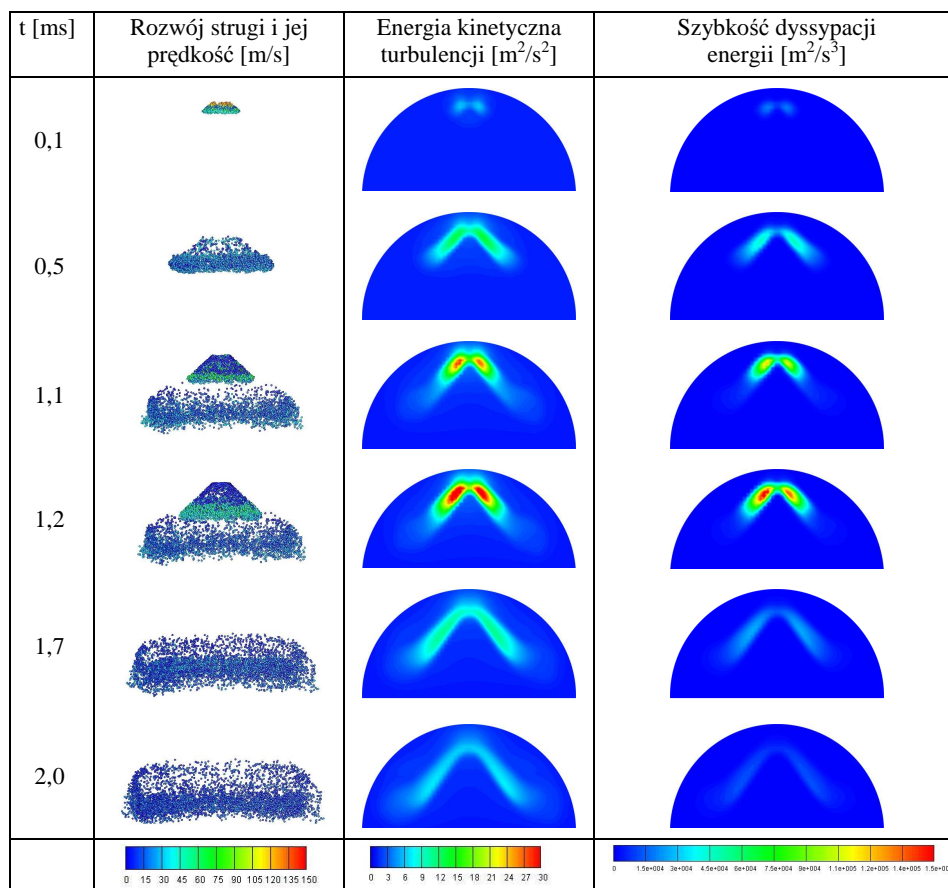 t [ms]
Rozwój strugi i jej
prędkość [m/s]
Energia kinetyczna
turbulencji [m²/s²]
Szybkość dyssypacji
energii [m²/s³]
0,1
0,5
1,1
1,2
1,7
2,0
0 15 30 45 60 75 90 105 120 135 150
0 3 6 9 12 15 18 21 24 27 30
0 1.5e+004 3e+004 4.5e+004 6e+004 7.5e+004 9e+004 1.1e+005 1.2e+005 1.4e+005 1.5e+005